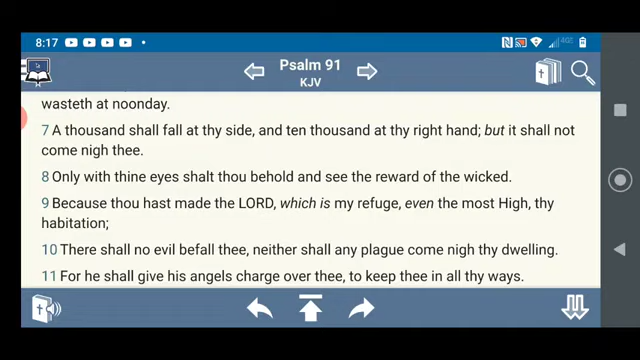 8:17
4GE
Psalm 91
KJV
wasteth at noonday.
7 A thousand shall fall at thy side, and ten thousand at thy right hand; but it shall not
come nigh thee.
8 Only with thine eyes shalt thou behold and see the reward of the wicked.
9 Because thou hast made the LORD, which is my refuge, even the most High, thy
habitation;
10 There shall no evil befall thee, neither shall any plague come nigh thy dwelling.
11 For he shall give his angels charge over thee, to keep thee in all thy ways.